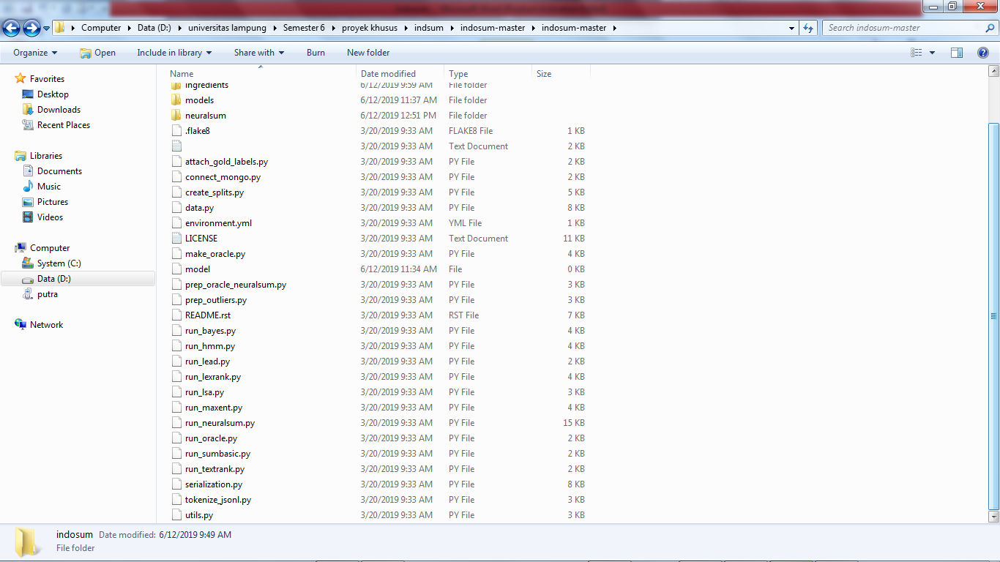 Computer ▸ Data (D:) ▸ universitas lampung ▸ Semester 6 ▸ proyek khusus ▸ indsum ▸ indosum-master ▸ indosum-master ▸ Search indosum-master
Organize Open Include in library Share with Burn New folder
Favorites
Desktop
Downloads
Recent Places
Libraries
Documents
Music
Pictures
Videos
Computer
System (C:)
Data (D:)
putra
Network
Name Date modified Type Size
ingredients 6/12/2019 9:59 AM File folder
models 6/12/2019 11:37 AM File folder
neuralsum 6/12/2019 12:51 PM File folder
.flake8 3/20/2019 9:33 AM FLAKE8 File 1 KB
3/20/2019 9:33 AM Text Document 2 KB
attach_gold_labels.py 3/20/2019 9:33 AM PY File 2 KB
connect_mongo.py 3/20/2019 9:33 AM PY File 2 KB
create_splits.py 3/20/2019 9:33 AM PY File 5 KB
data.py 3/20/2019 9:33 AM PY File 8 KB
environment.yml 3/20/2019 9:33 AM YML File 1 KB
LICENSE 3/20/2019 9:33 AM Text Document 11 KB
make_oracle.py 3/20/2019 9:33 AM PY File 4 KB
model 6/12/2019 11:34 AM File 0 KB
prep_oracle_neuralsum.py 3/20/2019 9:33 AM PY File 3 KB
prep_outliers.py 3/20/2019 9:33 AM PY File 3 KB
README.rst 3/20/2019 9:33 AM RST File 7 KB
run_bayes.py 3/20/2019 9:33 AM PY File 4 KB
run_hmm.py 3/20/2019 9:33 AM PY File 4 KB
run_lead.py 3/20/2019 9:33 AM PY File 2 KB
run_lexrank.py 3/20/2019 9:33 AM PY File 4 KB
run_lsa.py 3/20/2019 9:33 AM PY File 3 KB
run_maxent.py 3/20/2019 9:33 AM PY File 4 KB
run_neuralsum.py 3/20/2019 9:33 AM PY File 15 KB
run_oracle.py 3/20/2019 9:33 AM PY File 2 KB
run_sumbasic.py 3/20/2019 9:33 AM PY File 2 KB
run_textrank.py 3/20/2019 9:33 AM PY File 2 KB
serialization.py 3/20/2019 9:33 AM PY File 8 KB
tokenize_jsonl.py 3/20/2019 9:33 AM PY File 3 KB
utils.py 3/20/2019 9:33 AM PY File 3 KB
indosum Date modified: 6/12/2019 9:49 AM
File folder